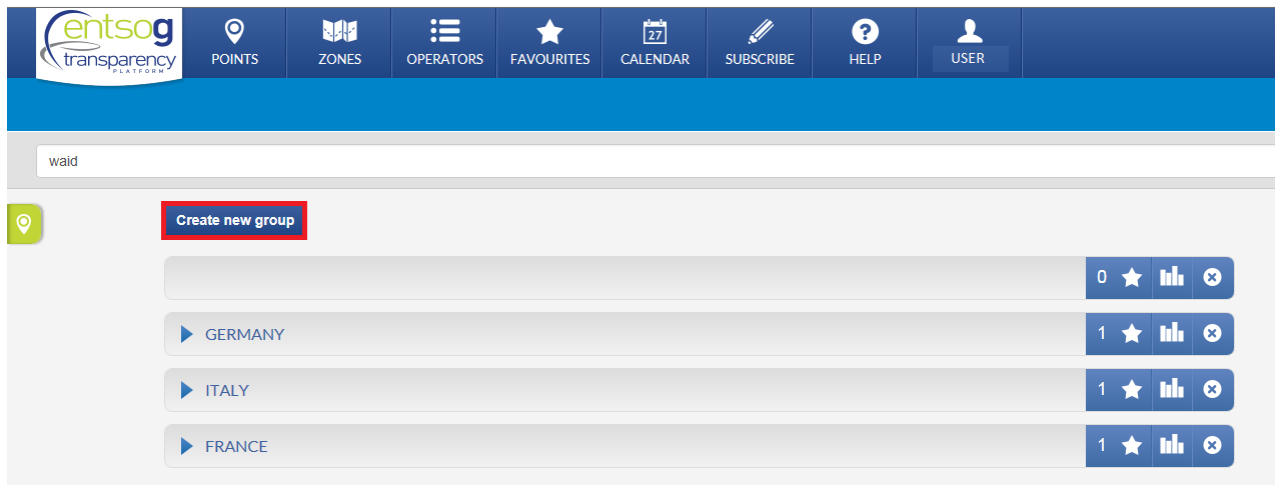 entsog
transparency
PLATFORM
POINTS
ZONES
OPERATORS
FAVOURITES
27
CALENDAR
SUBSCRIBE
?
HELP
USER
waid
Create new group
0
GERMANY 1
ITALY 1
FRANCE 1